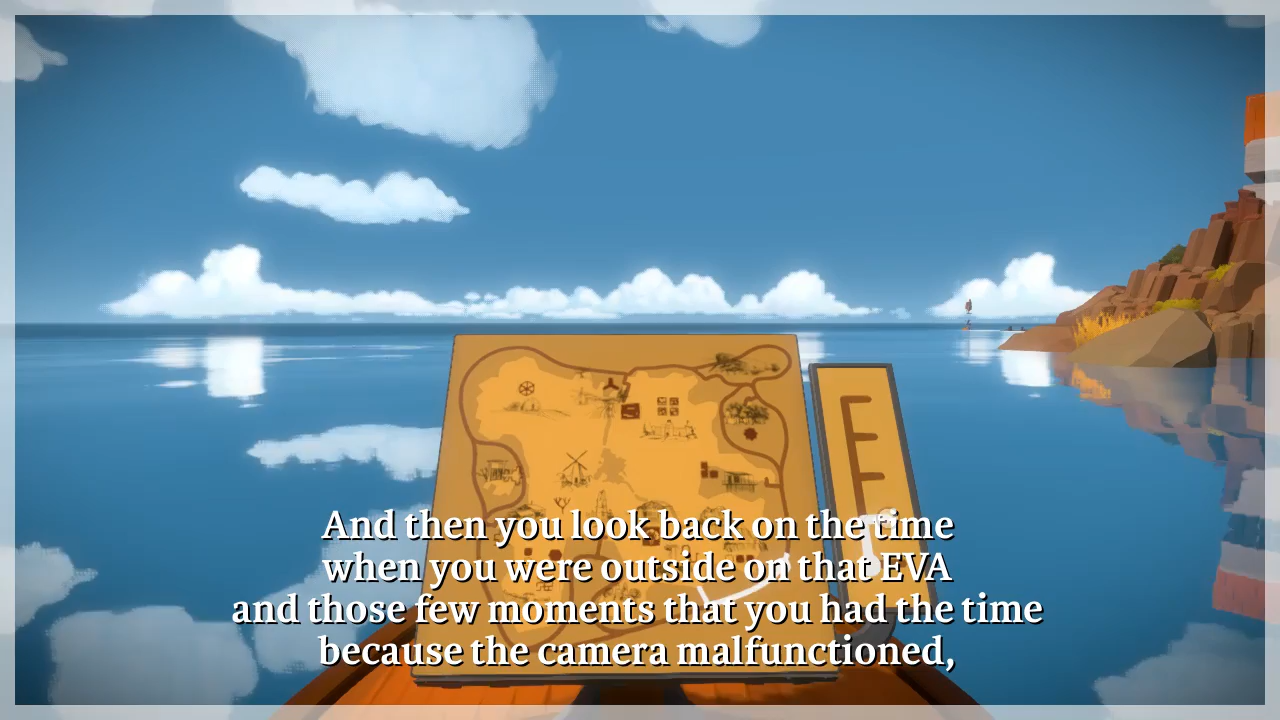 And then you look back on the time
when you were outside on that EVA
and those few moments that you had the time
because the camera malfunctioned,